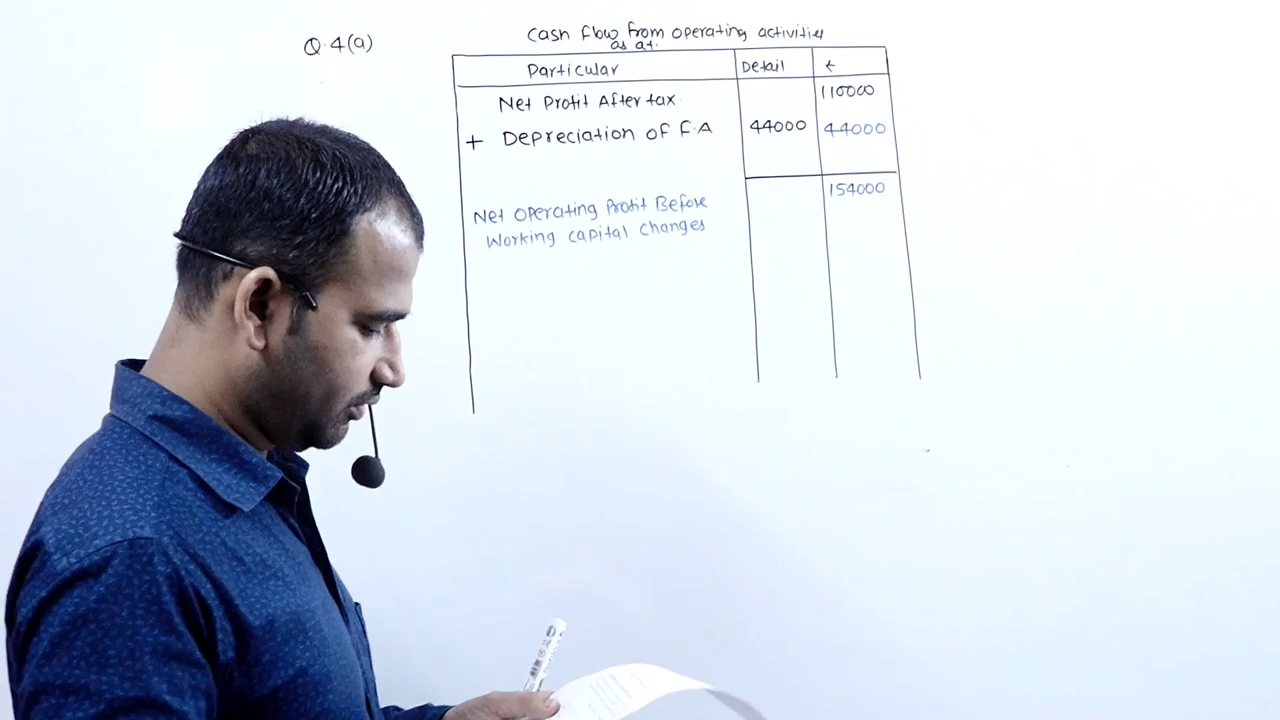 Q.4(a)
Cash flow from operating activities
as at.
Particular Detail ₹
Net Profit After tax. 110000
+ Depreciation of F.A 44000 44000
154000
Net Operating Profit Before
Working Capital Changes